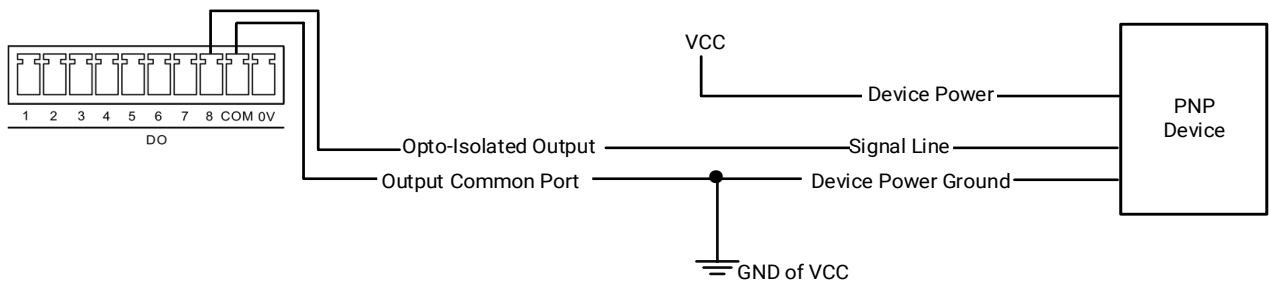 VCC
Device Power
PNP
Device
1 2 3 4 5 6 7 8 COM 0V
DO
Opto-Isolated Output
Signal Line
Output Common Port
Device Power Ground
GND of VCC